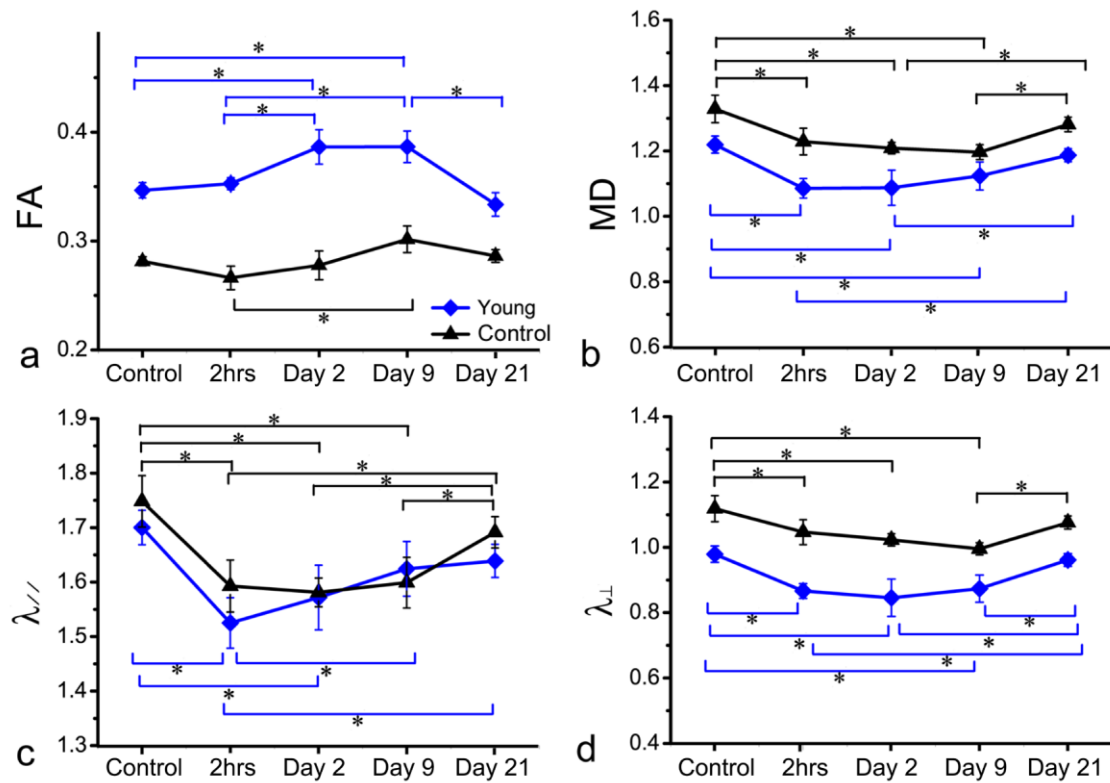 FA
0.4
0.3
0.2
* * * * * *
Young
Control
a
Control 2hrs Day 2 Day 9 Day 21
MD
1.6
1.4
1.2
1.0
0.8
0.6
* * * * * * * * * *
b
Control 2hrs Day 2 Day 9 Day 21
λ//
1.9
1.8
1.7
1.6
1.5
1.4
1.3
* * * * * * * * * *
c
Control 2hrs Day 2 Day 9 Day 21
λ⊥
1.4
1.2
1.0
0.8
0.6
0.4
* * * * * * * * * *
d
Control 2hrs Day 2 Day 9 Day 21